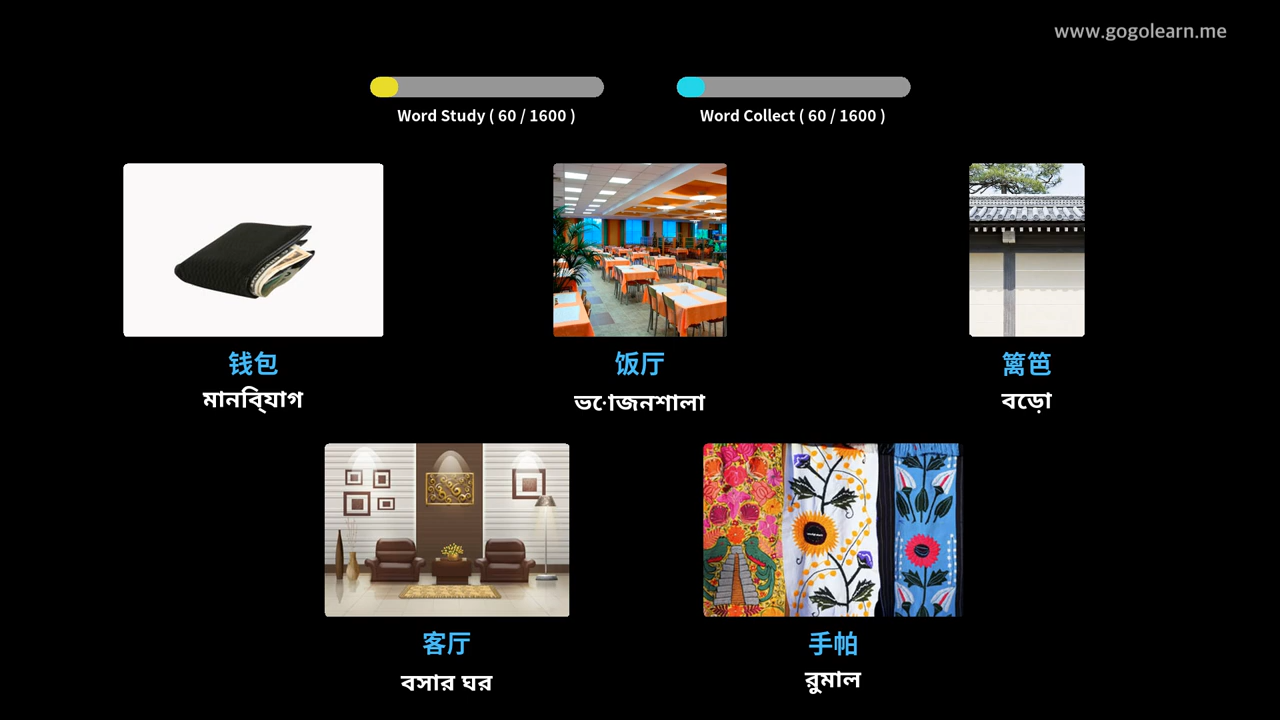 www.gogolearn.me
Word Study ( 60 / 1600 )
Word Collect ( 60 / 1600 )
钱包
মানিব্যাগ
饭厅
ভোজনশালা
篱笆
বেড়া
客厅
বসার ঘর
手帕
রুমাল